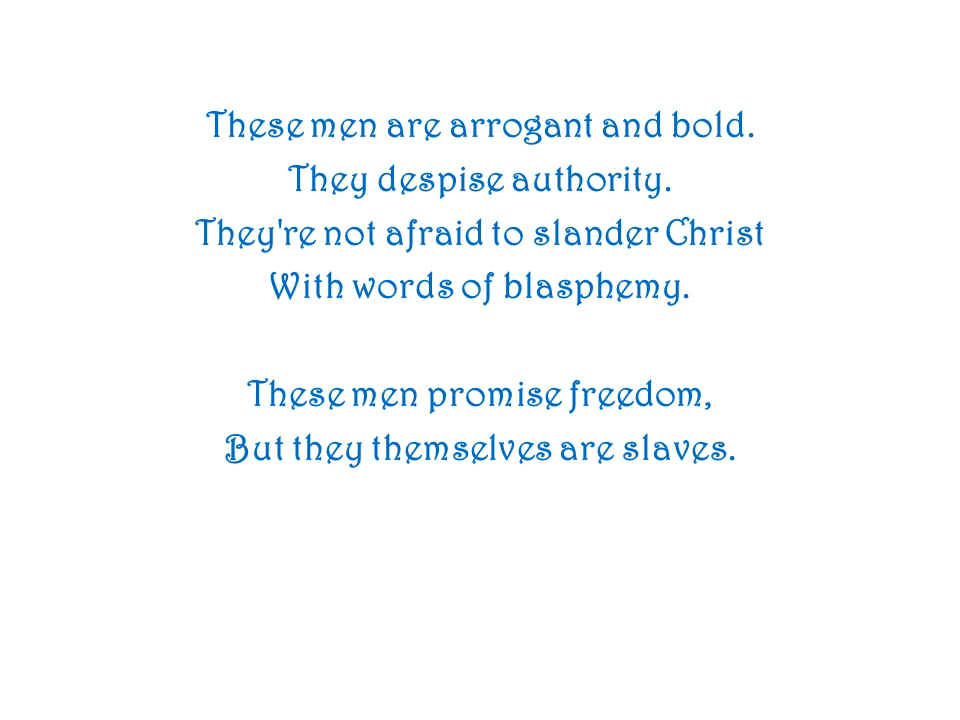 These men are arrogant and bold.
They despise authority.
They're not afraid to slander Christ
With words of blasphemy.

These men promise freedom,
But they themselves are slaves.